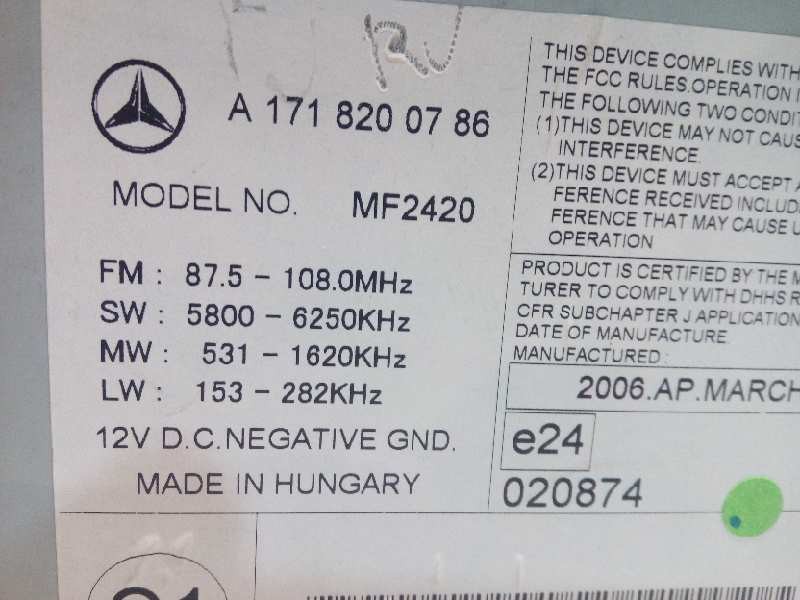 A 171 820 07 86
MODEL NO. MF2420
FM : 87.5 - 108.0MHz
SW : 5800 - 6250KHz
MW : 531 - 1620KHz
LW : 153 - 282KHz
12V D.C.NEGATIVE GND.
MADE IN HUNGARY
THIS DEVICE COMPLIES WITH
THE FCC RULES.OPERATION
THE FOLLOWING TWO
(1)THIS DEVICE MAY NOT
INTERFERENCE.
(2)THIS DEVICE MUST ACCEPT
FERENCE RECEIVED
FERENCE THAT MAY CAUSE
OPERATION
PRODUCT IS CERTIFIED BY THE
TURER TO COMPLY WITH DHHS
CFR SUBCHAPTER J
DATE OF MANUFACTURE.
MANUFACTURED :
2006.AP.MARCH
e24
020874